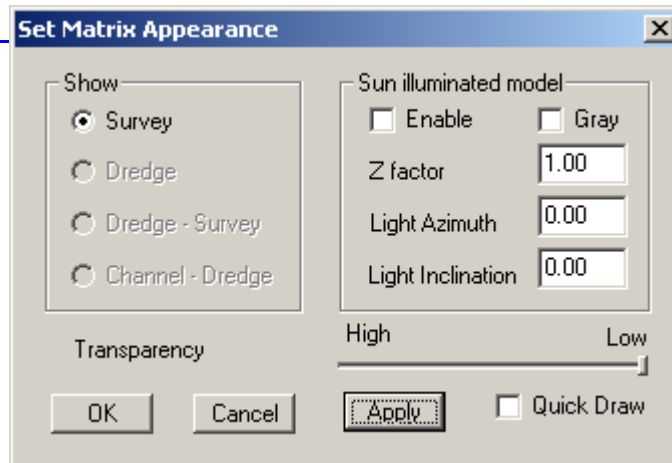 Set Matrix Appearance
Show
Survey
Dredge
Dredge - Survey
Channel - Dredge
Sun illuminated model
Enable
Gray
Z factor
1.00
Light Azimuth
0.00
Light Inclination
0.00
Transparency
High
Low
OK
Cancel
Apply
Quick Draw